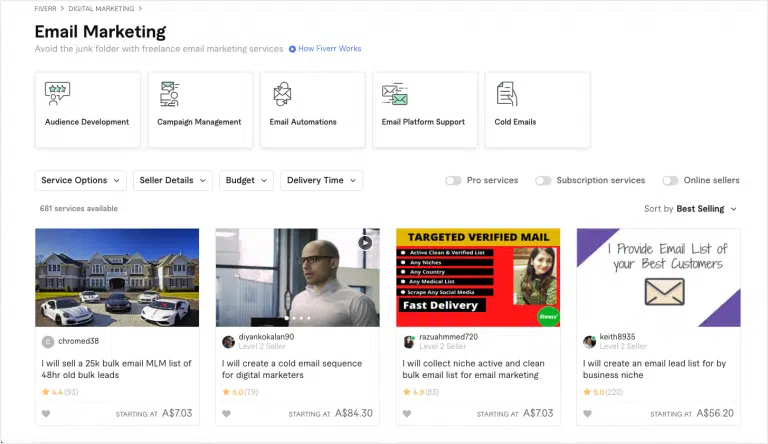 FIVERR > DIGITAL MARKETING >
Email Marketing
Avoid the junk folder with freelance email marketing services How Fiverr Works
Audience Development
Campaign Management
Email Automations
Email Platform Support
Cold Emails
Service Options
Seller Details
Budget
Delivery Time
Pro services
Subscription services
Online sellers
681 services available
Sort by Best Selling
C chromed38
I will sell a 25k bulk email MLM list of
48hr old bulk leads
4.4 (93)
STARTING AT A$7.03
diyankokalan90
Level 2 Seller
I will create a cold email sequence
for digital marketers
5.0 (79)
STARTING AT A$84.30
TARGETED VERIFIED MAIL
Active Clean & Verified List
Any Niches
Any Country
Any Medical List
Scrape Any Social Media
Fast Delivery
fiverr
razuahmmed720
Level 2 Seller
I will collect niche active and clean
bulk email list for email marketing
4.9 (83)
STARTING AT A$7.03
I Provide Email List of
your Best Customers
keith8935
Level 2 Seller
I will create an email lead list for by
business niche
5.0 (220)
STARTING AT A$56.20